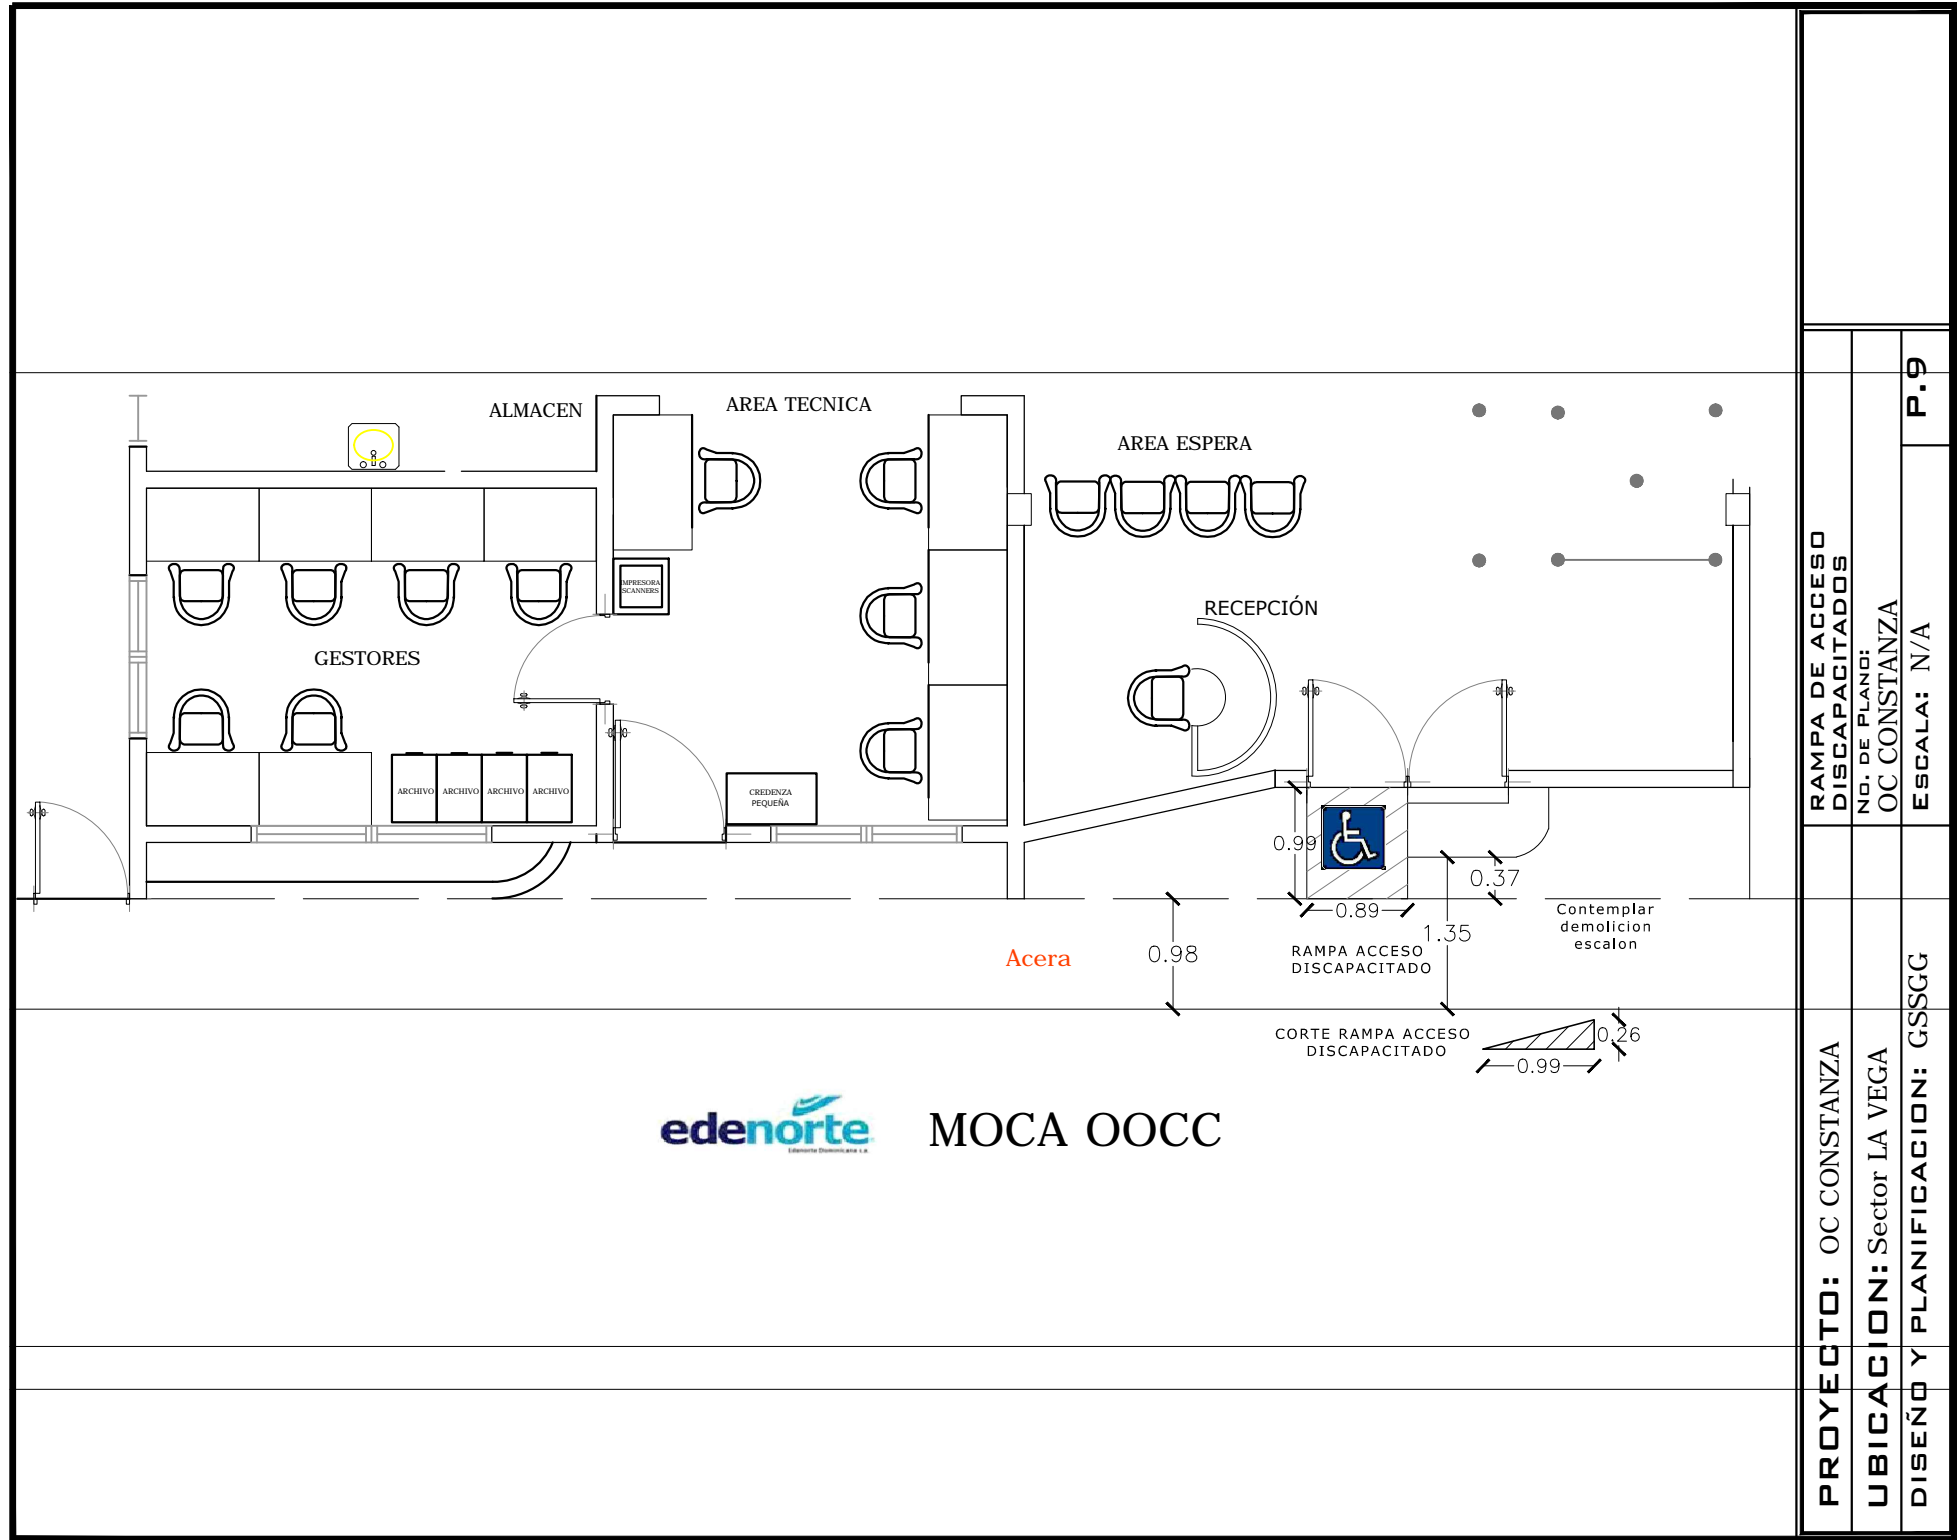 ALMACEN
AREA TECNICA
AREA ESPERA
IMPRESORA
SCANNERS
RECEPCIÓN
GESTORES
ARCHIVO
ARCHIVO
ARCHIVO
ARCHIVO
CREDENZA
PEQUEÑA
0.99
0.37
0.89
1.35
0.98
Acera
RAMPA ACCESO
DISCAPACITADO
Contemplar
demolicion
escalon
CORTE RAMPA ACCESO
DISCAPACITADO
0.26
0.99
edenorte
Edenorte Dominicana s.a.
MOCA OOCC
RAMPA DE ACCESO
DISCAPACITADOS
No. DE PLANO:
OC CONSTANZA
ESCALA: N/A
P.9
PROYECTO: OC CONSTANZA
UBICACION: Sector LA VEGA
DISEÑO Y PLANIFICACION: GSSGG